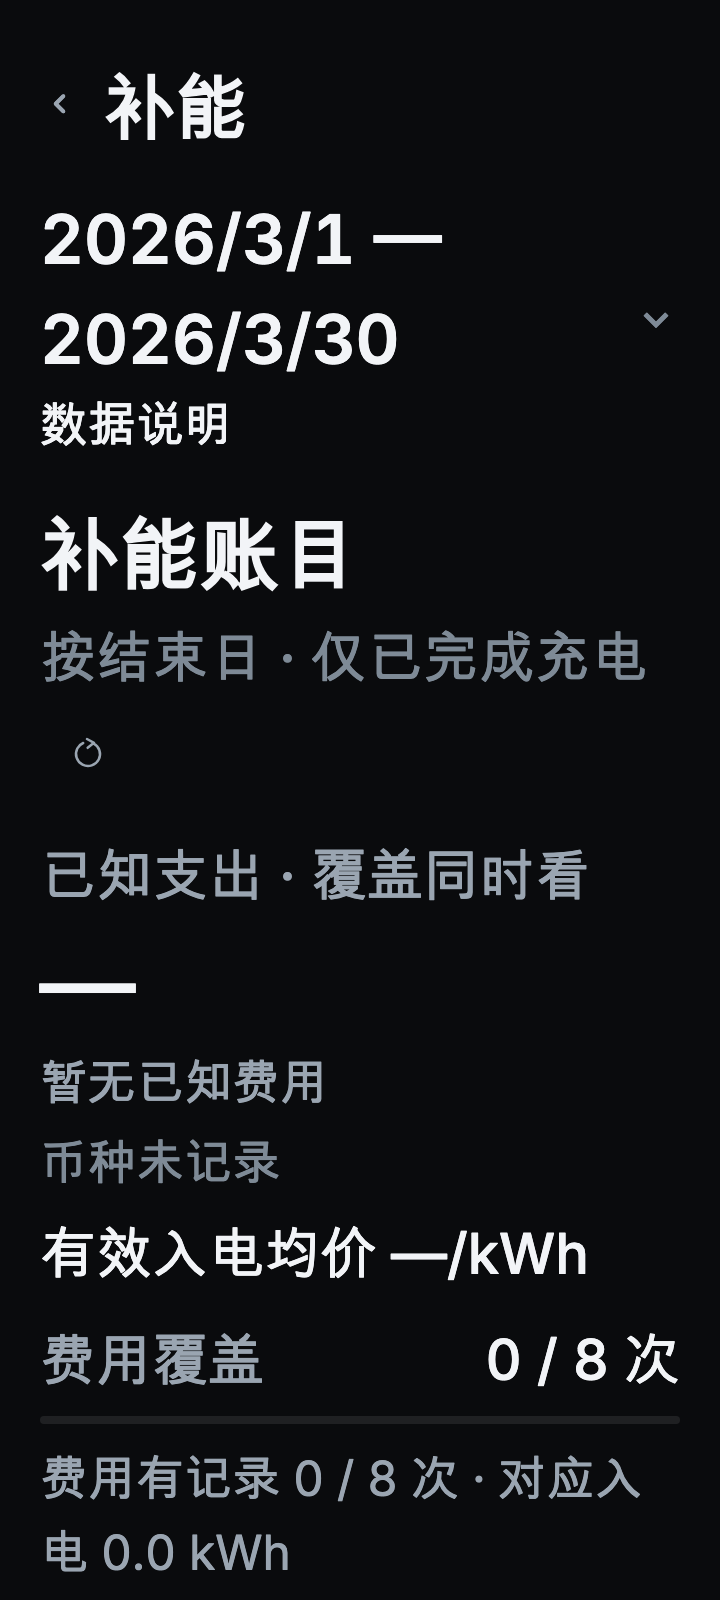 补能
2026/3/1 —
2026/3/30
数据说明
补能账目
按结束日 · 仅已完成充电
已知支出 · 覆盖同时看
—
暂无已知费用
币种未记录
有效入电均价 —/kWh
费用覆盖 0 / 8 次
费用有记录 0 / 8 次 · 对应入
电 0.0 kWh